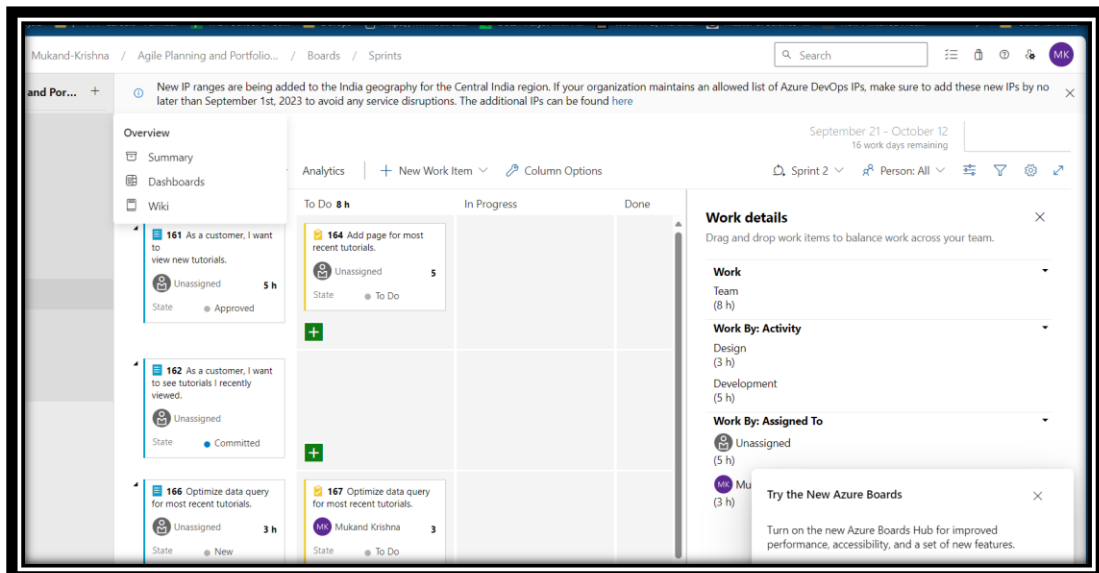 Mukand-Krishna / Agile Planning and Portfolio... / Boards / Sprints
Search
MK
and Por... +
New IP ranges are being added to the India geography for the Central India region. If your organization maintains an allowed list of Azure DevOps IPs, make sure to add these new IPs by no
later than September 1st, 2023 to avoid any service disruptions. The additional IPs can be found here
Overview
Summary
Dashboards
Wiki
September 21 - October 12
16 work days remaining
Analytics
New Work Item
Column Options
Sprint 2
Person: All
To Do 8 h
In Progress
Done
161 As a customer, I want
to
view new tutorials.
Unassigned 5 h
State Approved
164 Add page for most
recent tutorials.
Unassigned 5
State To Do
162 As a customer, I want
to see tutorials I recently
viewed.
Unassigned
State Committed
166 Optimize data query
for most recent tutorials.
Unassigned 3 h
State New
167 Optimize data query
for most recent tutorials.
MK Mukand Krishna 3
State To Do
Work details
Drag and drop work items to balance work across your team.
Work
Team
(8 h)
Work By: Activity
Design
(3 h)
Development
(5 h)
Work By: Assigned To
Unassigned
(5 h)
MK Mu
(3 h)
Try the New Azure Boards
Turn on the new Azure Boards Hub for improved
performance, accessibility, and a set of new features.